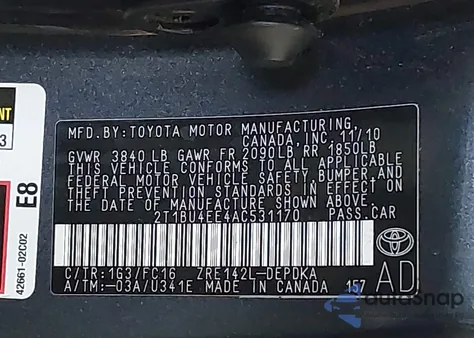 MFD.BY:TOYOTA MOTOR MANUFACTURING,
CANADA, INC. 11/10
GVWR 3840 LB GAWR FR 2090LB RR 1850LB
THIS VEHICLE CONFORMS TO ALL APPLICABLE
FEDERAL MOTOR VEHICLE SAFETY, BUMPER, AND
THEFT PREVENTION STANDARDS IN EFFECT ON
THE DATE OF MANUFACTURE SHOWN ABOVE.
2T1BU4EE4AC531170 PASS.CAR
C/TR:1G3/FC16 ZRE142L-DEPDKA
A/TM:-03A/U341E MADE IN CANADA 157
AD
E8
42661-02C02
3
AutoSnap